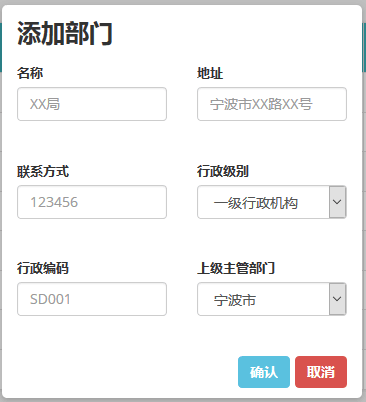 添加部门
名称 地址
XX局 宁波市XX路XX号
联系方式 行政级别
123456 一级行政机构
行政编码 上级主管部门
SD001 宁波市
确认 取消